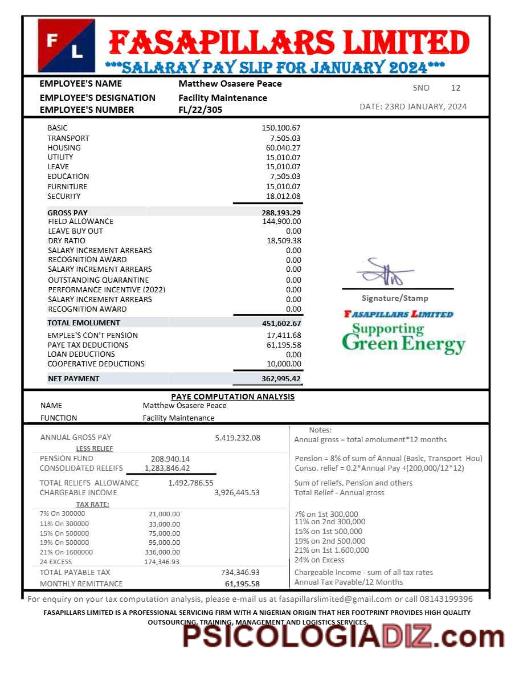 F L
FASAPILLARS LIMITED
***SALARAY PAY SLIP FOR JANUARY 2024***
EMPLOYEE'S NAME Matthew Osasere Peace
SNO 12
EMPLOYEE'S DESIGNATION Facility Maintenance
EMPLOYEE'S NUMBER FL/22/305
DATE: 23RD JANUARY, 2024
BASIC 150,100.67
TRANSPORT 7,505.03
HOUSING 60,040.27
UTILITY 15,010.07
LEAVE 15,010.07
EDUCATION 7,505.03
FURNITURE 15,010.07
SECURITY 18,012.08
GROSS PAY 288,193.29
FIELD ALLOWANCE 144,900.00
LEAVE BUY OUT 0.00
DRY RATIO 18,509.38
SALARY INCREMENT ARREARS 0.00
RECOGNITION AWARD 0.00
SALARY INCREMENT ARREARS 0.00
OUTSTANDING QUARANTINE 0.00
PERFORMANCE INCENTIVE (2022) 0.00
SALARY INCREMENT ARREARS 0.00
RECOGNITION AWARD 0.00
Signature/Stamp
FASAPILLARS LIMITED
Supporting
Green Energy
TOTAL EMOLUMENT 451,602.67
EMPLEE'S CON'T PENSION 17,411.68
PAYE TAX DEDUCTIONS 61,195.58
LOAN DEDUCTIONS 0.00
COOPERATIVE DEDUCTIONS 10,000.00
NET PAYMENT 362,995.42
PAYE COMPUTATION ANALYSIS
NAME Matthew Osasere Peace
FUNCTION Facility Maintenance
Notes:
ANNUAL GROSS PAY 5,419,232.08 Annual gross = total emolument*12 months
LESS RELIEF
PENSION FUND 208,940.14 Pension = 8% of sum of Annual (Basic, Transport Hou)
CONSOLIDATED RELEIFS 1,283,846.42 Conso. relief = 0.2*Annual Pay +(200,000/12*12)
TOTAL RELIEFS ALLOWANCE 1,492,786.55 Sum of reliefs, Pension and others
CHARGEABLE INCOME 3,926,445.53 Total Relief - Annual gross
TAX RATE:
7% On 300000 21,000.00 7% on 1st 300,000
11% On 300000 33,000.00 11% on 2nd 300,000
15% On 500000 75,000.00 15% on 1st 500,000
19% On 500000 95,000.00 19% on 2nd 500,000
21% On 1600000 336,000.00 21% on 1st 1,600,000
24 EXCESS 174,346.93 24% on Excess
TOTAL PAYABLE TAX 734,346.93 Chargeable Income - sum of all tax rates
MONTHLY REMITTANCE 61,195.58 Annual Tax Payable/12 Months
For enquiry on your tax computation analysis, please e-mail us at fasapillarslimited@gmail.com or call 08143199396
FASAPILLARS LIMITED IS A PROFESSIONAL SERVICING FIRM WITH A NIGERIAN ORIGIN THAT HER FOOTPRINT PROVIDES HIGH QUALITY
OUTSOURCING, TRAINING, MANAGEMENT AND LOGISTICS SERVICES.
PSICOLOGIADIZ.com